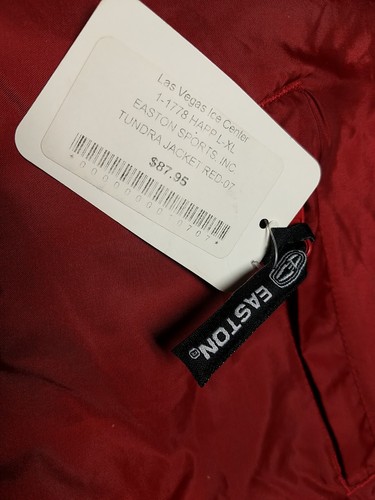 Las Vegas Ice Center
1-1778 HAPP L-XL
EASTON SPORTS, INC
TUNDRA JACKET RED-07
$87.95
EASTON®